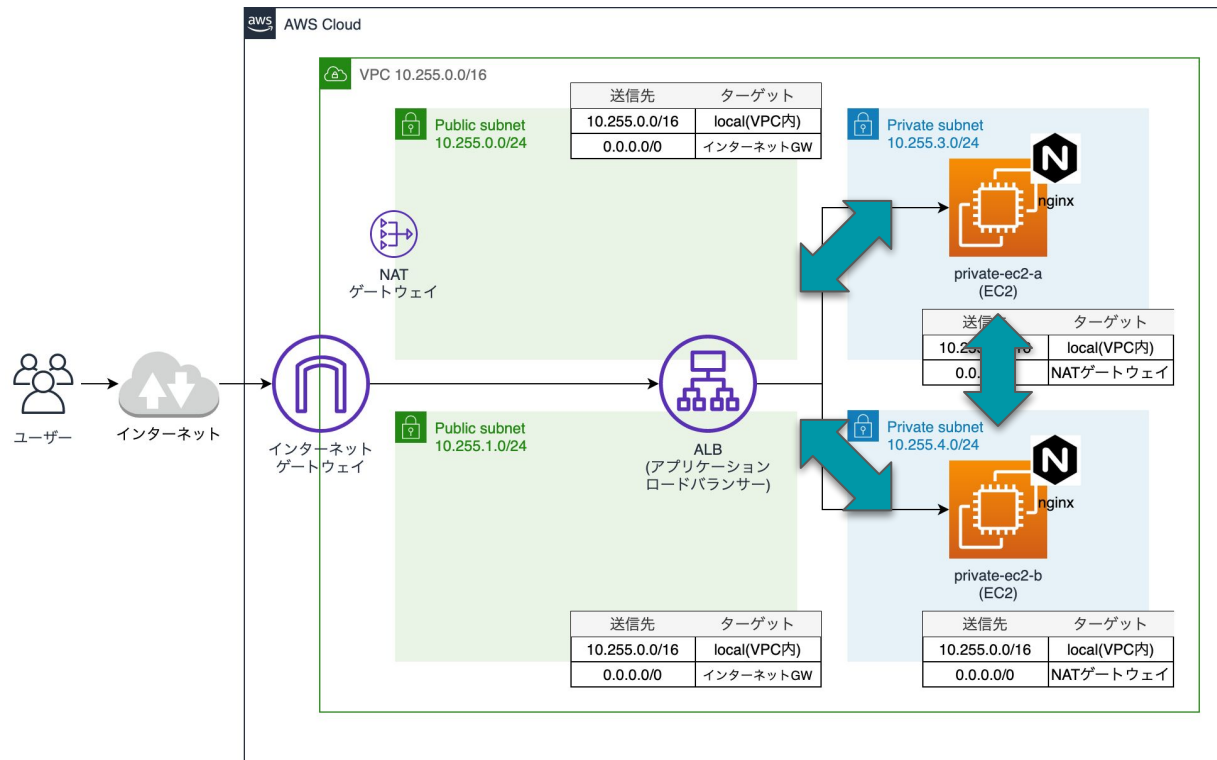 aws
AWS Cloud
VPC 10.255.0.0/16
送信先 ターゲット
10.255.0.0/16 local(VPC内)
0.0.0.0/0 インターネットGW
Public subnet
10.255.0.0/24
Private subnet
10.255.3.0/24
N
nginx
NAT
ゲートウェイ
private-ec2-a
(EC2)
ターゲット
local(VPC内)
NATゲートウェイ
ユーザー
インターネット
インターネット
ゲートウェイ
ALB
(アプリケーション
ロードバランサー)
Public subnet
10.255.1.0/24
Private subnet
10.255.4.0/24
N
nginx
private-ec2-b
(EC2)
送信先 ターゲット
10.255.0.0/16 local(VPC内)
0.0.0.0/0 インターネットGW
送信先 ターゲット
10.255.0.0/16 local(VPC内)
0.0.0.0/0 NATゲートウェイ